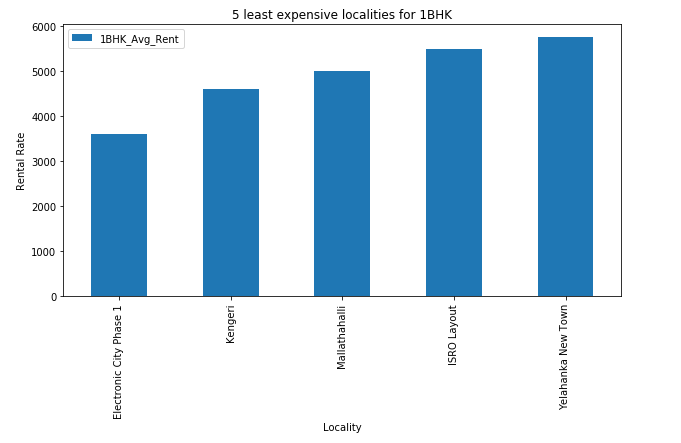 5 least expensive localities for 1BHK
1BHK_Avg_Rent
6000
5000
4000
3000
2000
1000
0
Rental Rate
Electronic City Phase 1
Kengeri
Mallathahalli
ISRO Layout
Yelahanka New Town
Locality